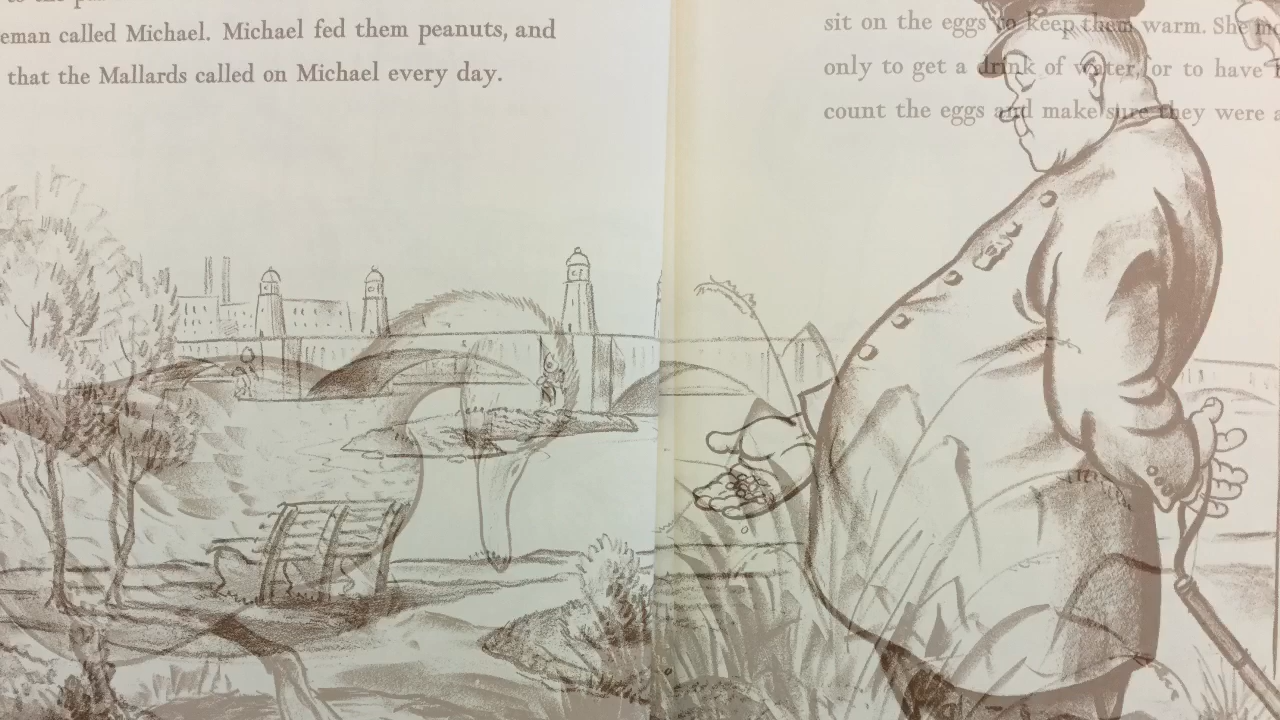 eman called Michael. Michael fed them peanuts, and
that the Mallards called on Michael every day.
sit on the eggs to keep them warm. She
only to get a drink of water, or to have
count the eggs and make sure they were